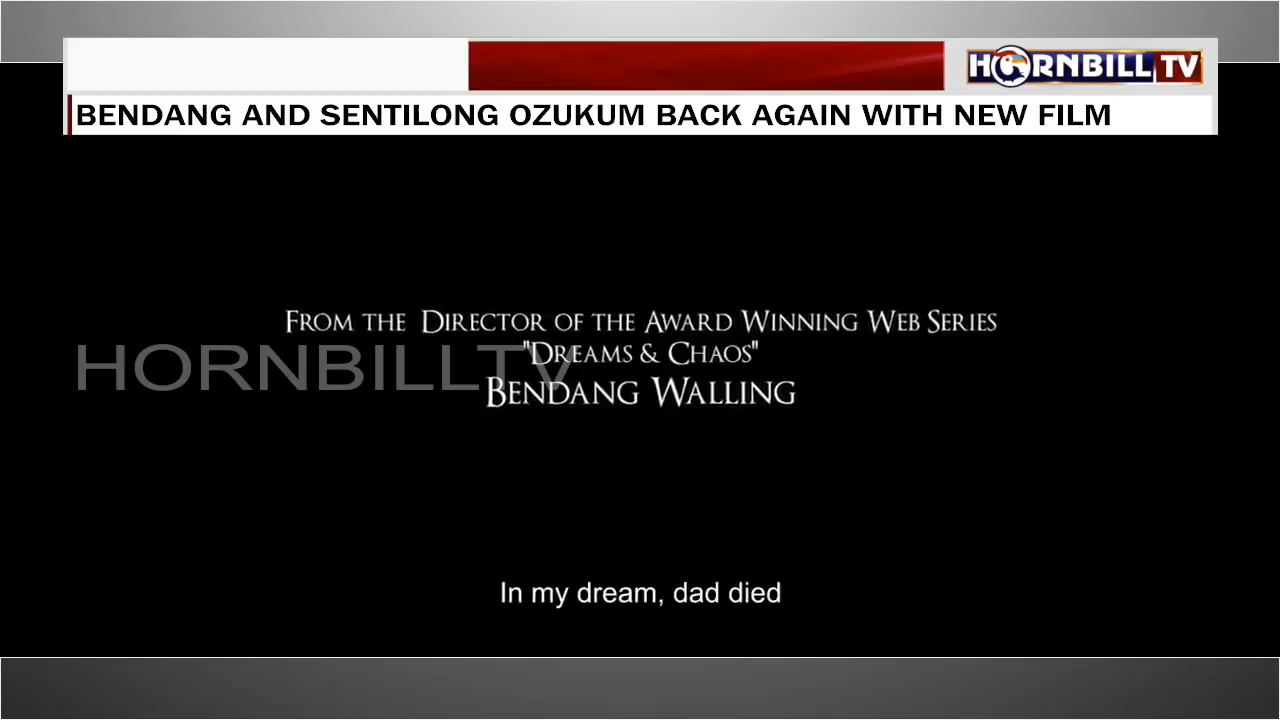 HORNBILL TV
BENDANG AND SENTILONG OZUKUM BACK AGAIN WITH NEW FILM
FROM THE DIRECTOR OF THE AWARD WINNING WEB SERIES
"DREAMS & CHAOS"
HORNBILLTV
BENDANG WALLING
In my dream, dad died